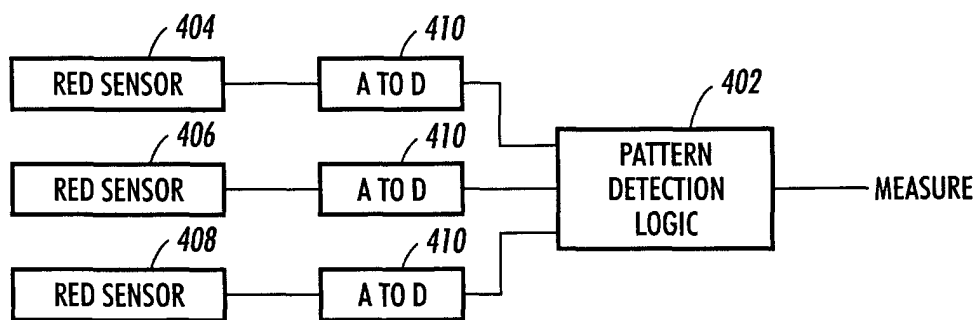 404
410
RED SENSOR
A TO D
402
406
410
RED SENSOR
A TO D
PATTERN
DETECTION
LOGIC
MEASURE
408
410
RED SENSOR
A TO D